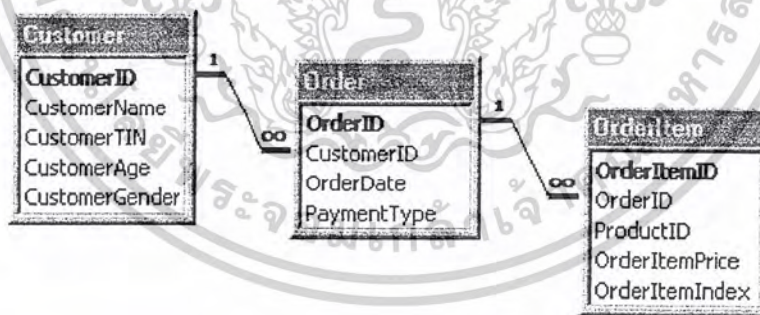 Customer
CustomerID
CustomerName
CustomerTIN
CustomerAge
CustomerGender
1
∞
Order
OrderID
CustomerID
OrderDate
PaymentType
1
∞
OrderItem
OrderItemID
OrderID
ProductID
OrderItemPrice
OrderItemIndex